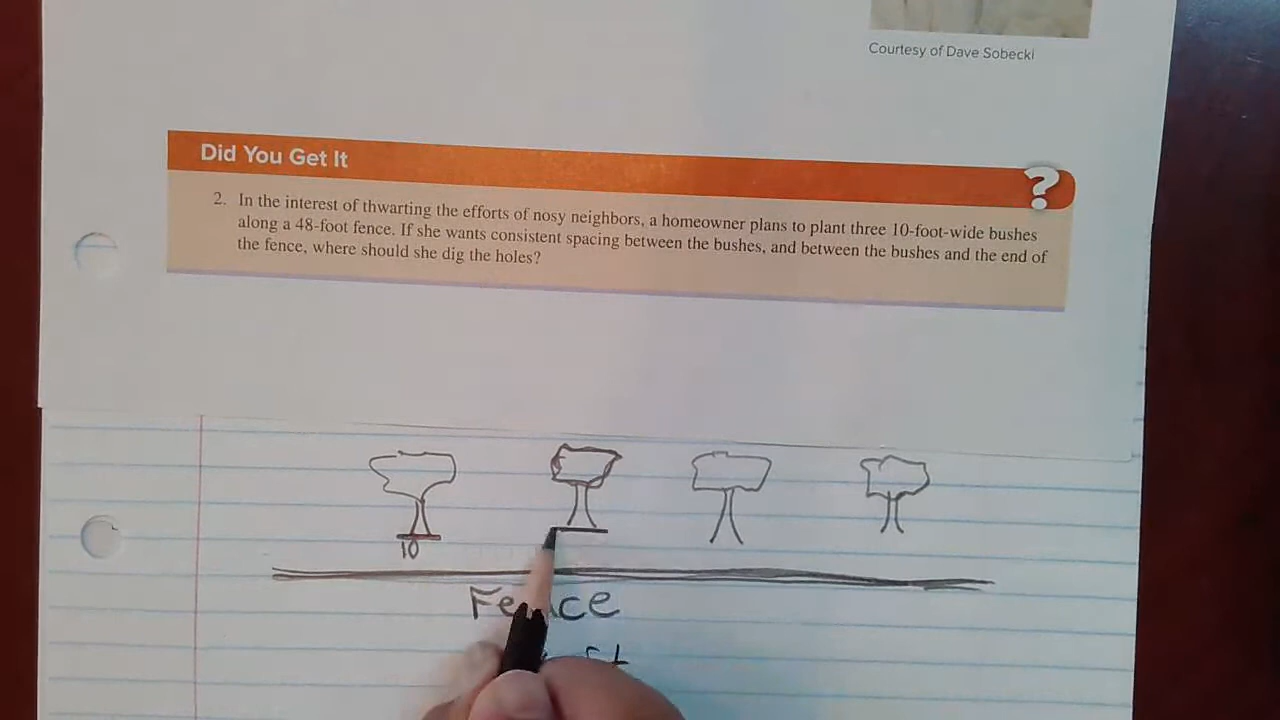 Courtesy of Dave Sobecki
Did You Get It
?
2. In the interest of thwarting the efforts of nosy neighbors, a homeowner plans to plant three 10-foot-wide bushes
along a 48-foot fence. If she wants consistent spacing between the bushes, and between the bushes and the end of
the fence, where should she dig the holes?
10
Fence